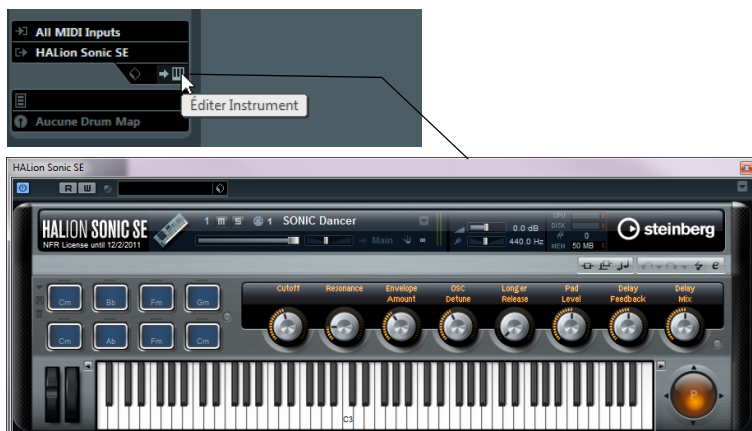 All MIDI Inputs
HALion Sonic SE
Éditer Instrument
Aucune Drum Map
HALion Sonic SE
R W
HALION SONIC SE
NFR License until 12/2/2011
1 m s 1 SONIC Dancer
Main
0.0 dB
440.0 Hz
CPU
DISK
# 0
MEM 50 MB
steinberg
e
Cutoff Resonance Envelope Amount OSC Detune Longer Release Pad Level Delay Feedback Delay Mix
Cm Bb Fm Gm
Cm Ab Fm Cm
C3
P